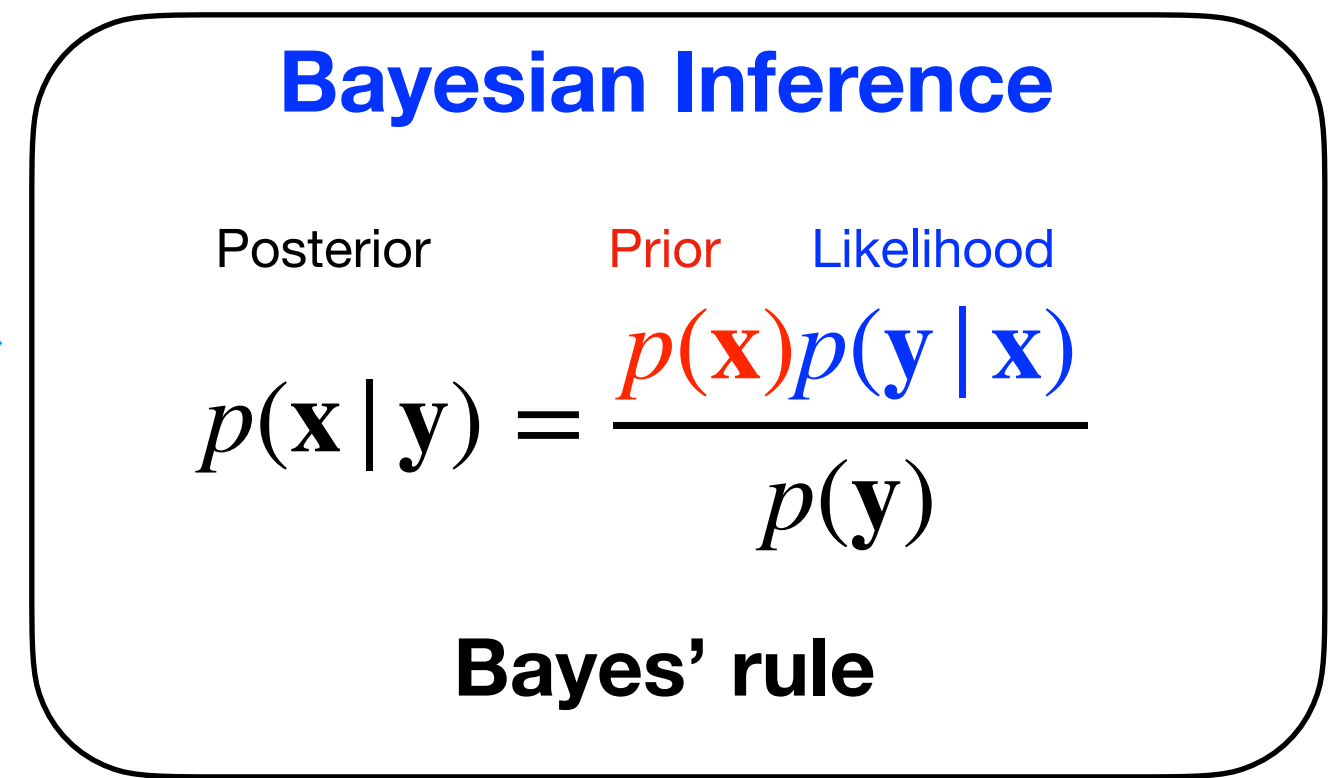 Bayesian Inference
Posterior Prior Likelihood
p(x | y) = p(x)p(y | x)
p(y)
Bayes’ rule